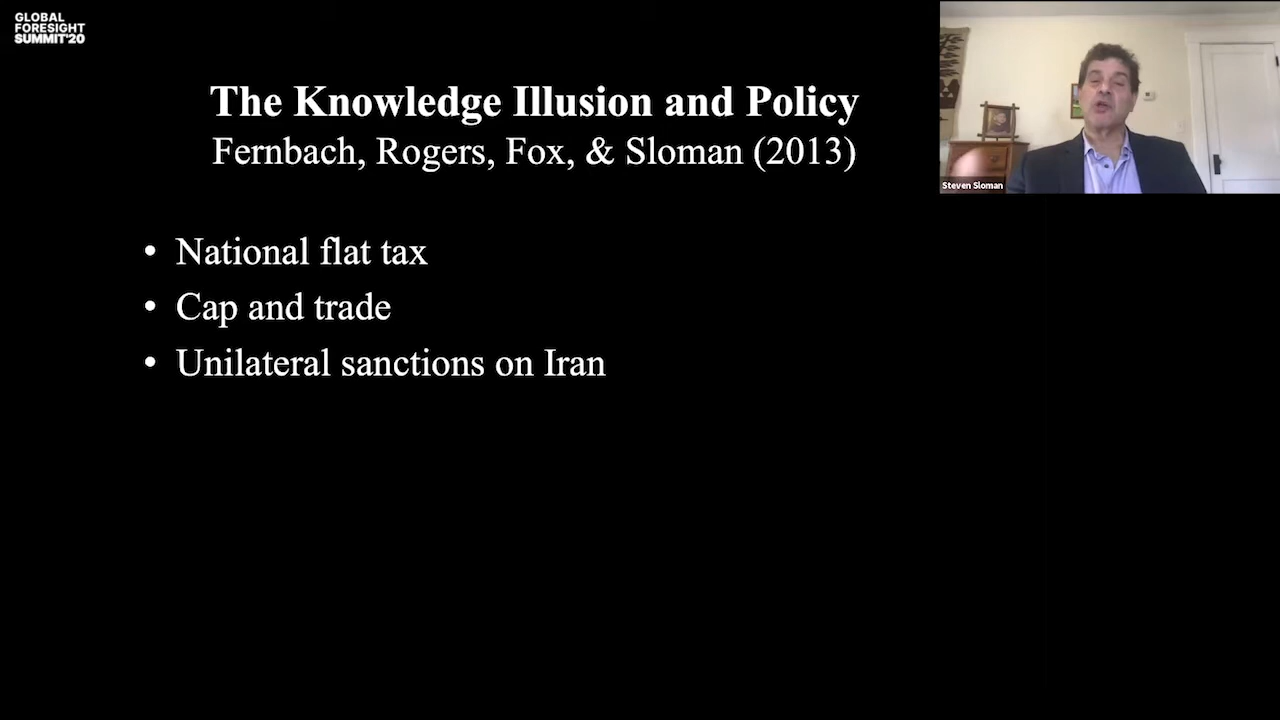 GLOBAL
FORESIGHT
SUMMIT'20
The Knowledge Illusion and Policy
Fernbach, Rogers, Fox, & Sloman (2013)
Steven Sloman
• National flat tax
• Cap and trade
• Unilateral sanctions on Iran